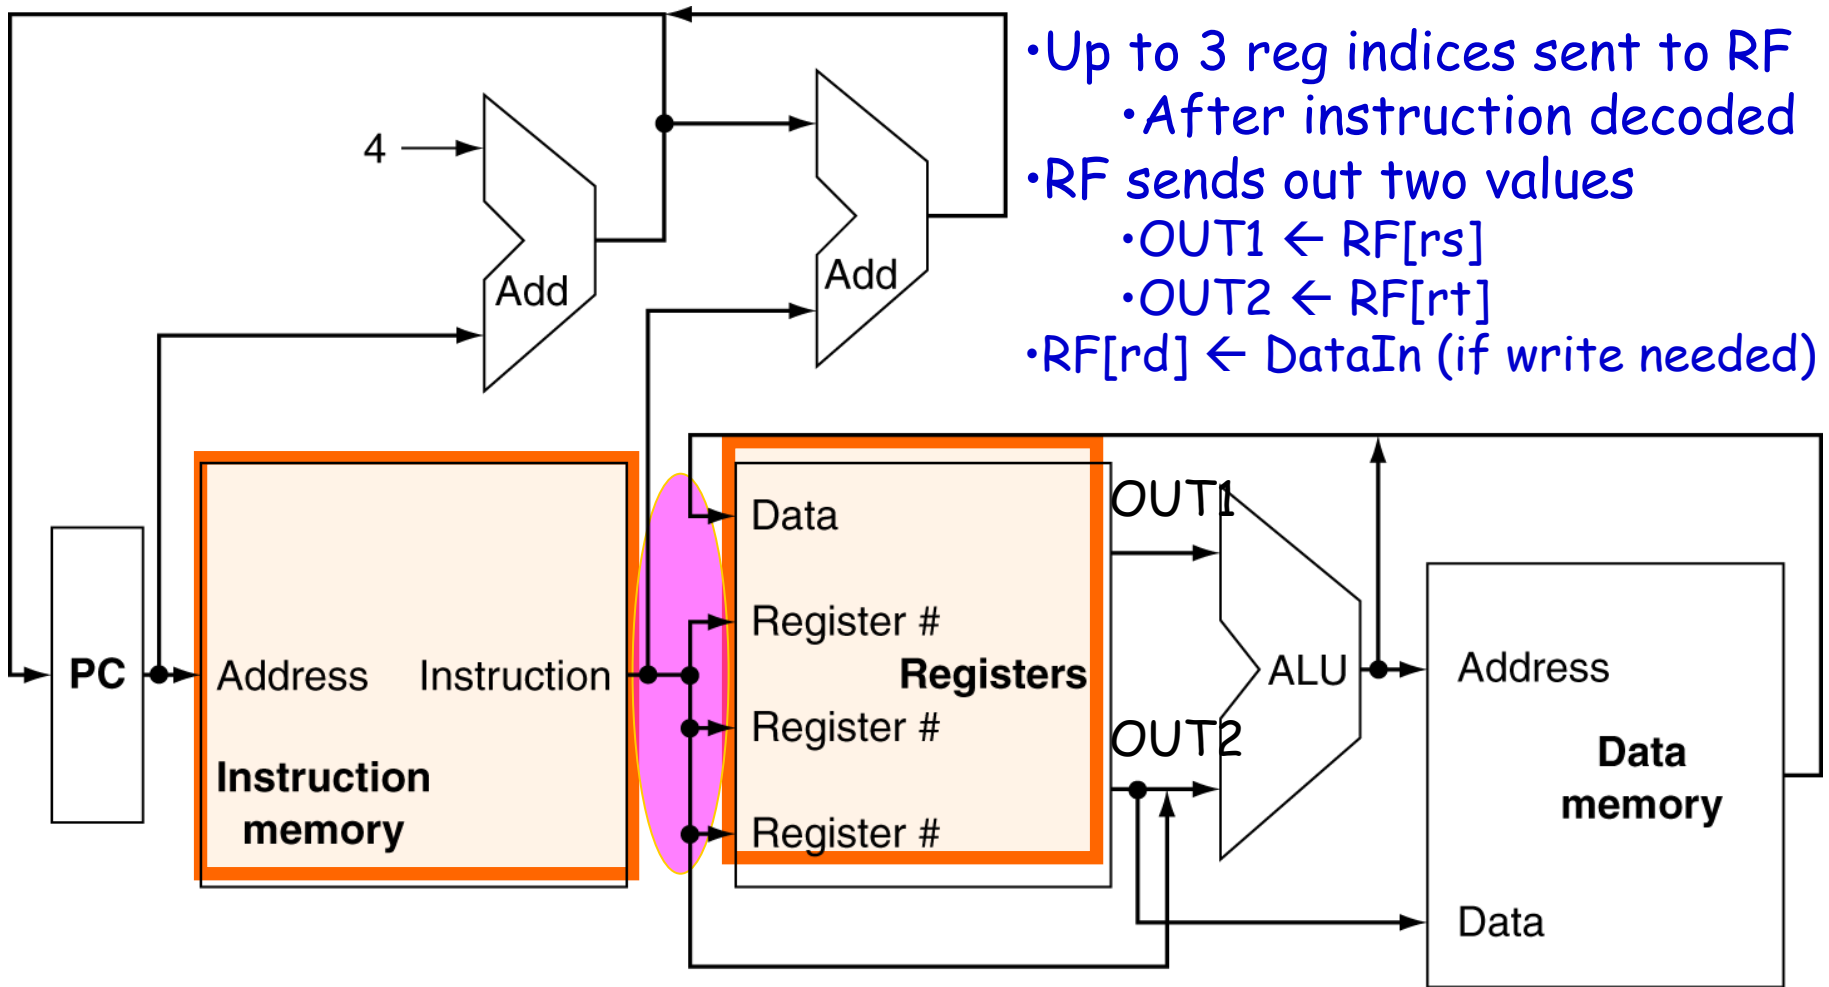 •Up to 3 reg indices sent to RF
•After instruction decoded
•RF sends out two values
•OUT1 ← RF[rs]
•OUT2 ← RF[rt]
•RF[rd] ← DataIn (if write needed)
4
Add
Add
PC
Address
Instruction
Instruction
memory
Data
Register #
Registers
Register #
Register #
OUT1
OUT2
ALU
Address
Data
memory
Data